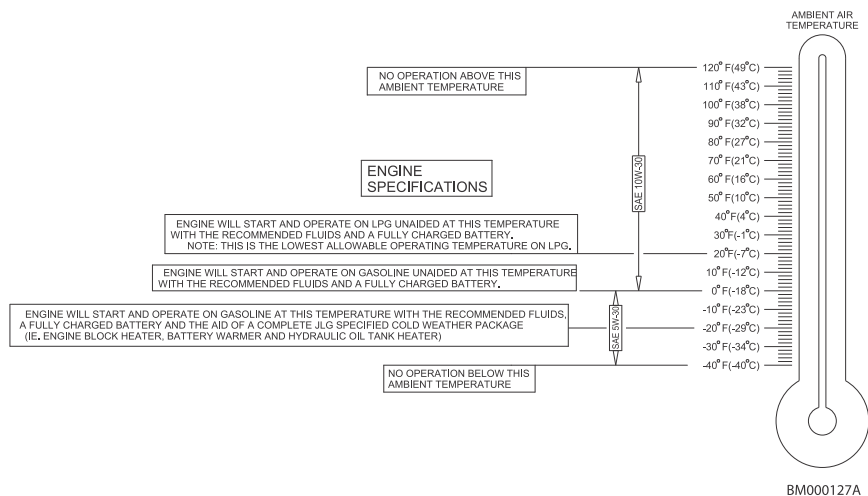 AMBIENT AIR
TEMPERATURE
NO OPERATION ABOVE THIS
AMBIENT TEMPERATURE
ENGINE
SPECIFICATIONS
ENGINE WILL START AND OPERATE ON LPG UNAIDED AT THIS TEMPERATURE
WITH THE RECOMMENDED FLUIDS AND A FULLY CHARGED BATTERY.
NOTE: THIS IS THE LOWEST ALLOWABLE OPERATING TEMPERATURE ON LPG.
ENGINE WILL START AND OPERATE ON GASOLINE UNAIDED AT THIS TEMPERATURE
WITH THE RECOMMENDED FLUIDS AND A FULLY CHARGED BATTERY.
ENGINE WILL START AND OPERATE ON GASOLINE AT THIS TEMPERATURE WITH THE RECOMMENDED FLUIDS,
A FULLY CHARGED BATTERY AND THE AID OF A COMPLETE JLG SPECIFIED COLD WEATHER PACKAGE
(IE. ENGINE BLOCK HEATER, BATTERY WARMER AND HYDRAULIC OIL TANK HEATER)
NO OPERATION BELOW THIS
AMBIENT TEMPERATURE
SAE 10W-30
SAE 5W-30
120° F(49°C)
110° F(43°C)
100° F(38°C)
90° F(32°C)
80° F(27°C)
70° F(21°C)
60° F(16°C)
50° F(10°C)
40°F(4°C)
30°F(-1°C)
20°F(-7°C)
10° F(-12°C)
0° F(-18°C)
-10° F(-23°C)
-20° F(-29°C)
-30° F(-34°C)
-40° F(-40°C)
BM000127A